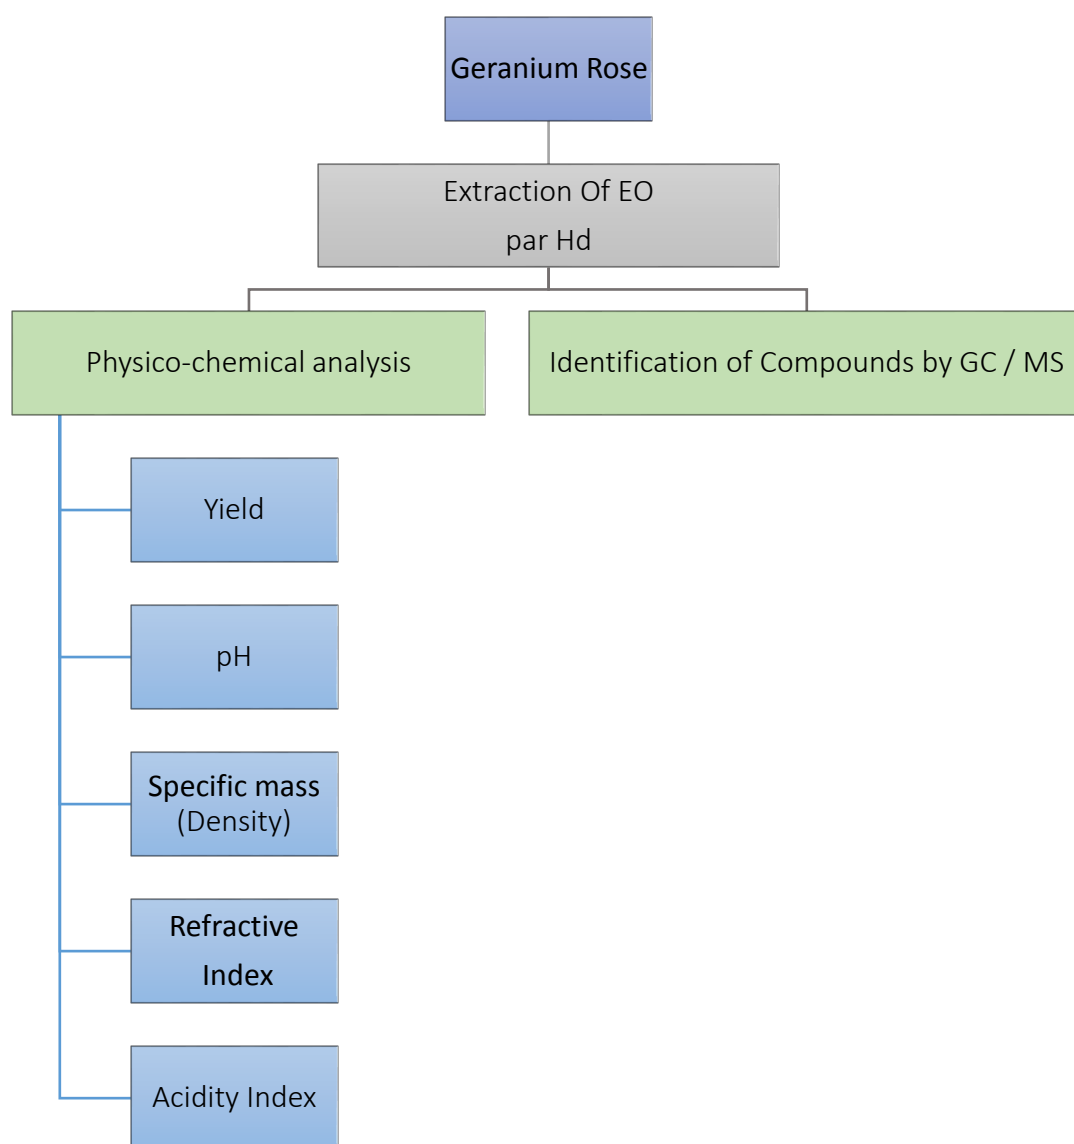 Geranium Rose
Extraction Of EO
par Hd
Physico-chemical analysis
Identification of Compounds by GC / MS
Yield
pH
Specific mass
(Density)
Refractive
Index
Acidity Index